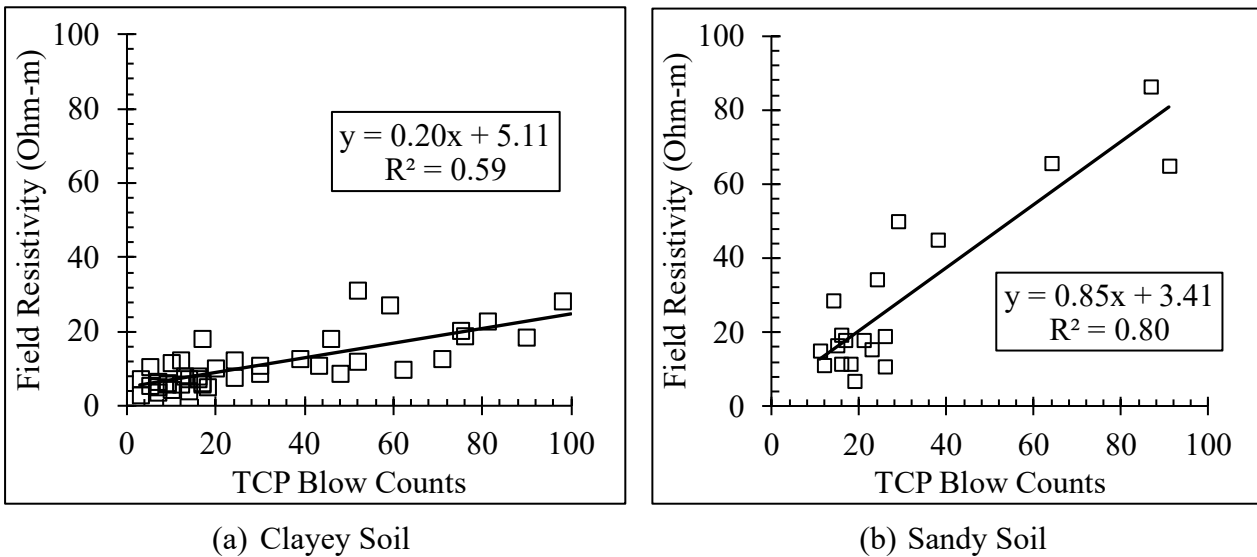 100
80
60
40
20
0
Field Resistivity (Ohm-m)
y = 0.20x + 5.11
R² = 0.59
0 20 40 60 80 100
TCP Blow Counts
(a) Clayey Soil
100
80
60
40
20
0
Field Resistivity (Ohm-m)
y = 0.85x + 3.41
R² = 0.80
0 20 40 60 80 100
TCP Blow Counts
(b) Sandy Soil